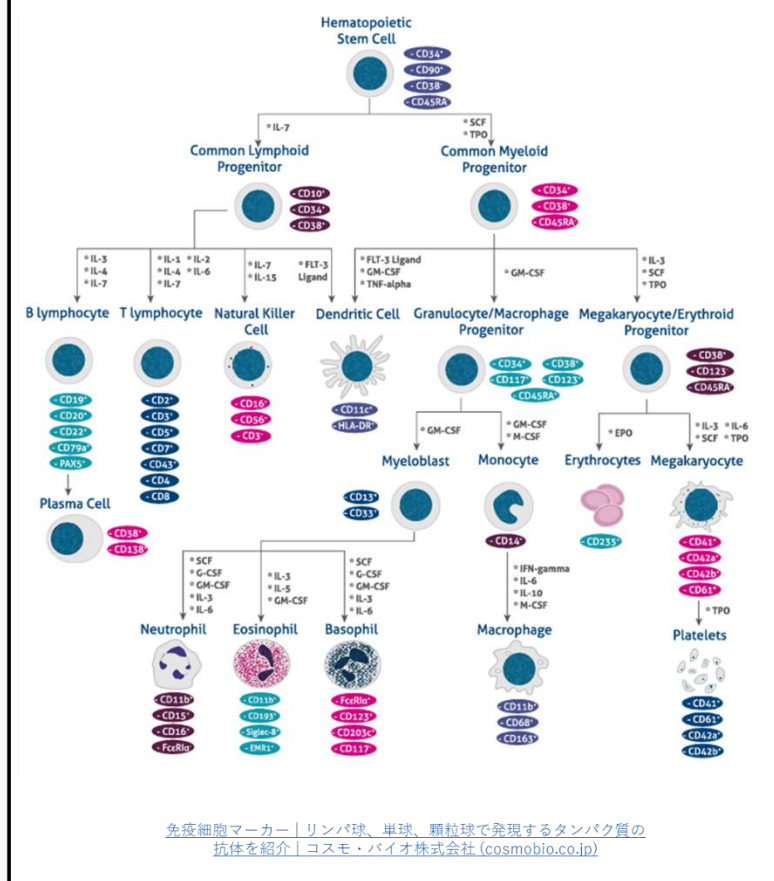 Hematopoietic
Stem Cell
- CD34⁺
- CD90⁺
- CD38⁻
- CD45RA⁻
* IL-7
* SCF
* TPO
Common Lymphoid
Progenitor
- CD10⁺
- CD34⁺
- CD38⁺
Common Myeloid
Progenitor
- CD34⁺
- CD38⁺
- CD45RA⁻
* IL-3
* IL-4
* IL-7
* IL-1 * IL-2
* IL-4 * IL-6
* IL-7
* IL-7
* IL-15
* FLT-3
Ligand
* FLT-3 Ligand
* GM-CSF
* TNF-alpha
* GM-CSF
* IL-3
* SCF
* TPO
B lymphocyte
- CD19⁺
- CD20⁺
- CD22⁺
- CD79a⁺
- PAX5⁺
T lymphocyte
- CD2⁺
- CD3⁺
- CD5⁺
- CD7⁺
- CD43⁺
- CD4
- CD8
Natural Killer
Cell
- CD16⁺
- CD56⁺
- CD3⁻
Dendritic Cell
- CD11c⁺
- HLA-DR⁺
Granulocyte/Macrophage
Progenitor
- CD34⁺ - CD38⁺
- CD117⁺ - CD123⁺
- CD45RA⁺
Megakaryocyte/Erythroid
Progenitor
- CD38⁺
- CD123⁻
- CD45RA⁻
Plasma Cell
- CD38⁺
- CD138⁺
* GM-CSF
* GM-CSF
* M-CSF
* EPO
* IL-3 * IL-6
* SCF * TPO
Myeloblast
- CD13⁺
- CD33⁺
Monocyte
- CD14⁺
Erythrocytes
- CD235⁺
Megakaryocyte
- CD41⁺
- CD42a⁺
- CD42b⁺
- CD61⁺
* SCF
* G-CSF
* GM-CSF
* IL-3
* IL-6
* IL-3
* IL-5
* GM-CSF
* SCF
* G-CSF
* GM-CSF
* IL-3
* IL-6
* IFN-gamma
* IL-6
* IL-10
* M-CSF
* TPO
Neutrophil
- CD11b⁺
- CD15⁺
- CD16⁺
- FcεRIα⁻
Eosinophil
- CD11b⁺
- CD193⁺
- Siglec-8⁺
- EMR1⁺
Basophil
- FcεRIα⁺
- CD123⁺
- CD203c⁺
- CD117⁻
Macrophage
- CD11b⁺
- CD68⁺
- CD163⁺
Platelets
- CD41⁺
- CD61⁺
- CD42a⁺
- CD42b⁺
免疫細胞マーカー | リンパ球、単球、顆粒球で発現するタンパク質の
抗体を紹介 | コスモ・バイオ株式会社 (cosmobio.co.jp)